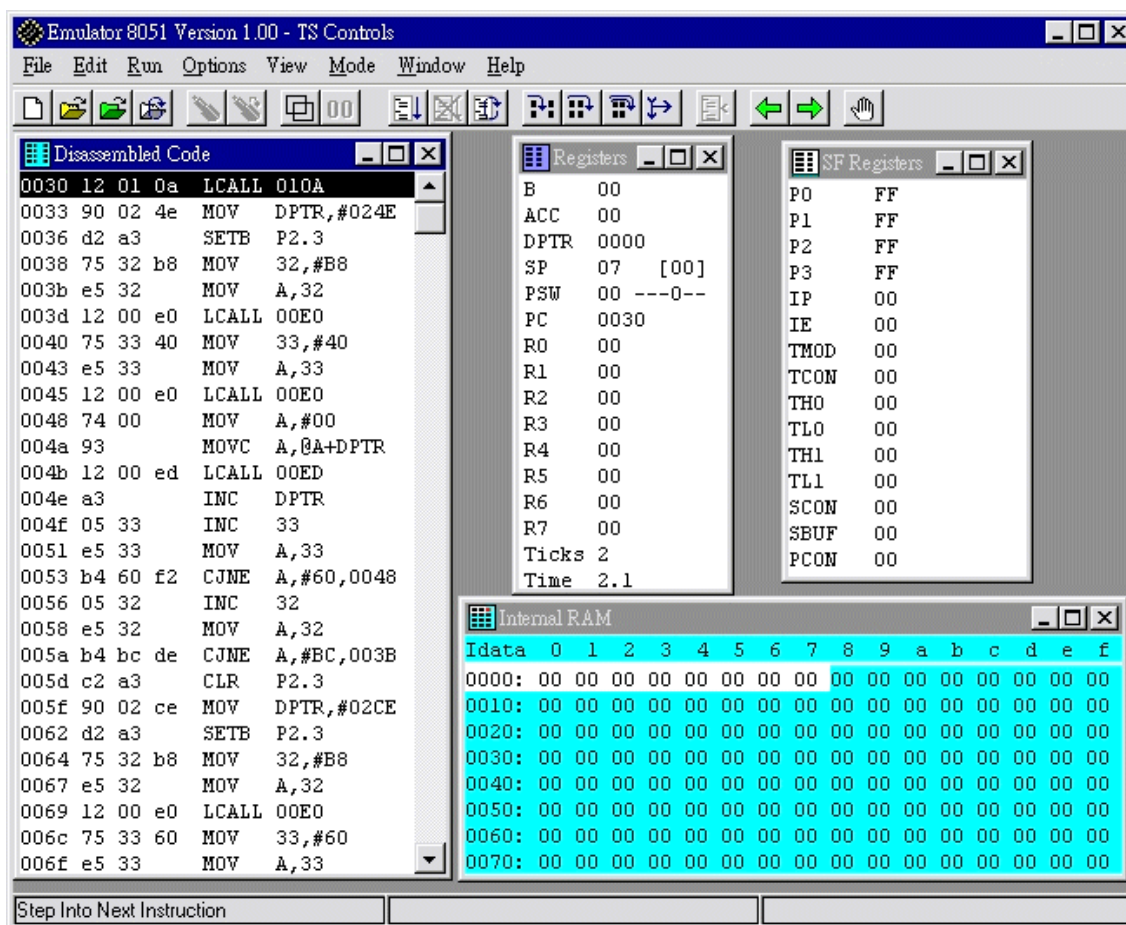 Emulator 8051 Version 1.00 - TS Controls
File Edit Run Options View Mode Window Help
00
Disassembled Code
0030 12 01 0a LCALL 010A
0033 90 02 4e MOV DPTR,#024E
0036 d2 a3 SETB P2.3
0038 75 32 b8 MOV 32,#B8
003b e5 32 MOV A,32
003d 12 00 e0 LCALL 00E0
0040 75 33 40 MOV 33,#40
0043 e5 33 MOV A,33
0045 12 00 e0 LCALL 00E0
0048 74 00 MOV A,#00
004a 93 MOVC A,@A+DPTR
004b 12 00 ed LCALL 00ED
004e a3 INC DPTR
004f 05 33 INC 33
0051 e5 33 MOV A,33
0053 b4 60 f2 CJNE A,#60,0048
0056 05 32 INC 32
0058 e5 32 MOV A,32
005a b4 bc de CJNE A,#BC,003B
005d c2 a3 CLR P2.3
005f 90 02 ce MOV DPTR,#02CE
0062 d2 a3 SETB P2.3
0064 75 32 b8 MOV 32,#B8
0067 e5 32 MOV A,32
0069 12 00 e0 LCALL 00E0
006c 75 33 60 MOV 33,#60
006f e5 33 MOV A,33
Registers
B 00
ACC 00
DPTR 0000
SP 07 [00]
PSW 00 ---0--
PC 0030
R0 00
R1 00
R2 00
R3 00
R4 00
R5 00
R6 00
R7 00
Ticks 2
Time 2.1
SF Registers
P0 FF
P1 FF
P2 FF
P3 FF
IP 00
IE 00
TMOD 00
TCON 00
TH0 00
TL0 00
TH1 00
TL1 00
SCON 00
SBUF 00
PCON 00
Internal RAM
Idata 0 1 2 3 4 5 6 7 8 9 a b c d e f
0000: 00 00 00 00 00 00 00 00 00 00 00 00 00 00 00 00
0010: 00 00 00 00 00 00 00 00 00 00 00 00 00 00 00 00
0020: 00 00 00 00 00 00 00 00 00 00 00 00 00 00 00 00
0030: 00 00 00 00 00 00 00 00 00 00 00 00 00 00 00 00
0040: 00 00 00 00 00 00 00 00 00 00 00 00 00 00 00 00
0050: 00 00 00 00 00 00 00 00 00 00 00 00 00 00 00 00
0060: 00 00 00 00 00 00 00 00 00 00 00 00 00 00 00 00
0070: 00 00 00 00 00 00 00 00 00 00 00 00 00 00 00 00
Step Into Next Instruction